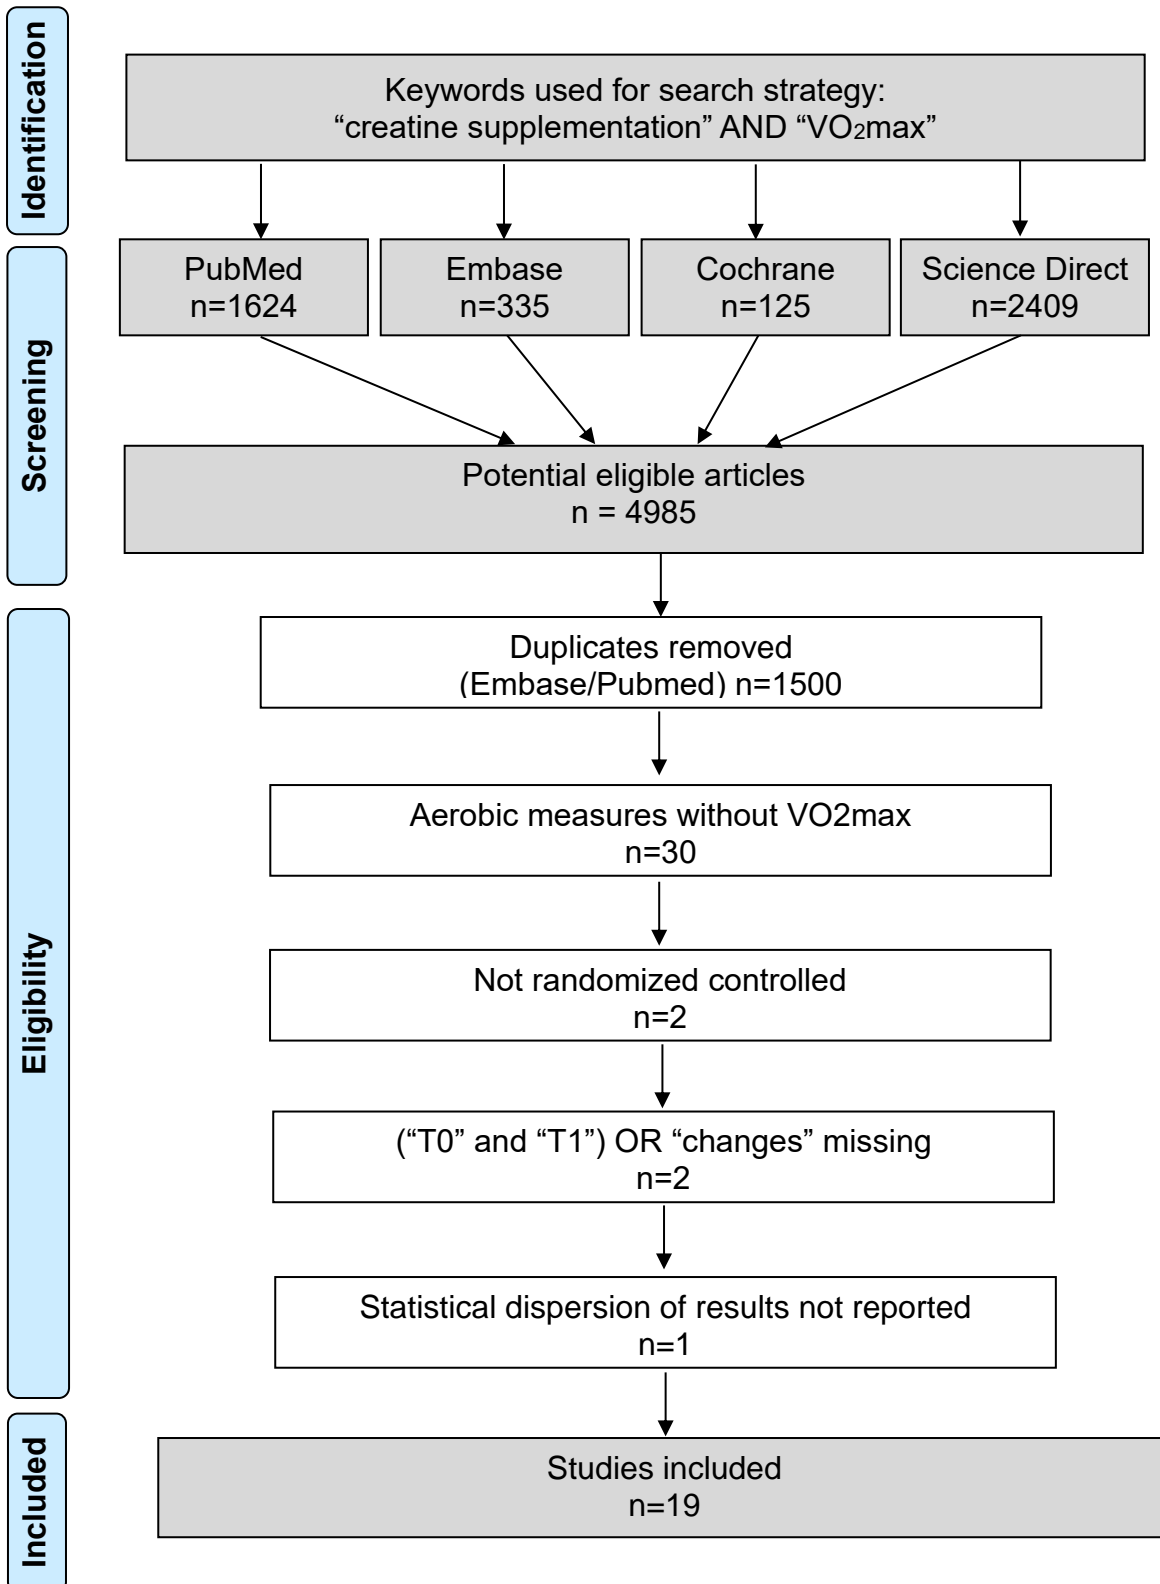 Identification
Keywords used for search strategy:
“creatine supplementation” AND “VO₂max”
Screening
PubMed
n=1624
Embase
n=335
Cochrane
n=125
Science Direct
n=2409
Potential eligible articles
n = 4985
Eligibility
Duplicates removed
(Embase/Pubmed) n=1500
Aerobic measures without VO2max
n=30
Not randomized controlled
n=2
(“T0” and “T1”) OR “changes” missing
n=2
Statistical dispersion of results not reported
n=1
Included
Studies included
n=19